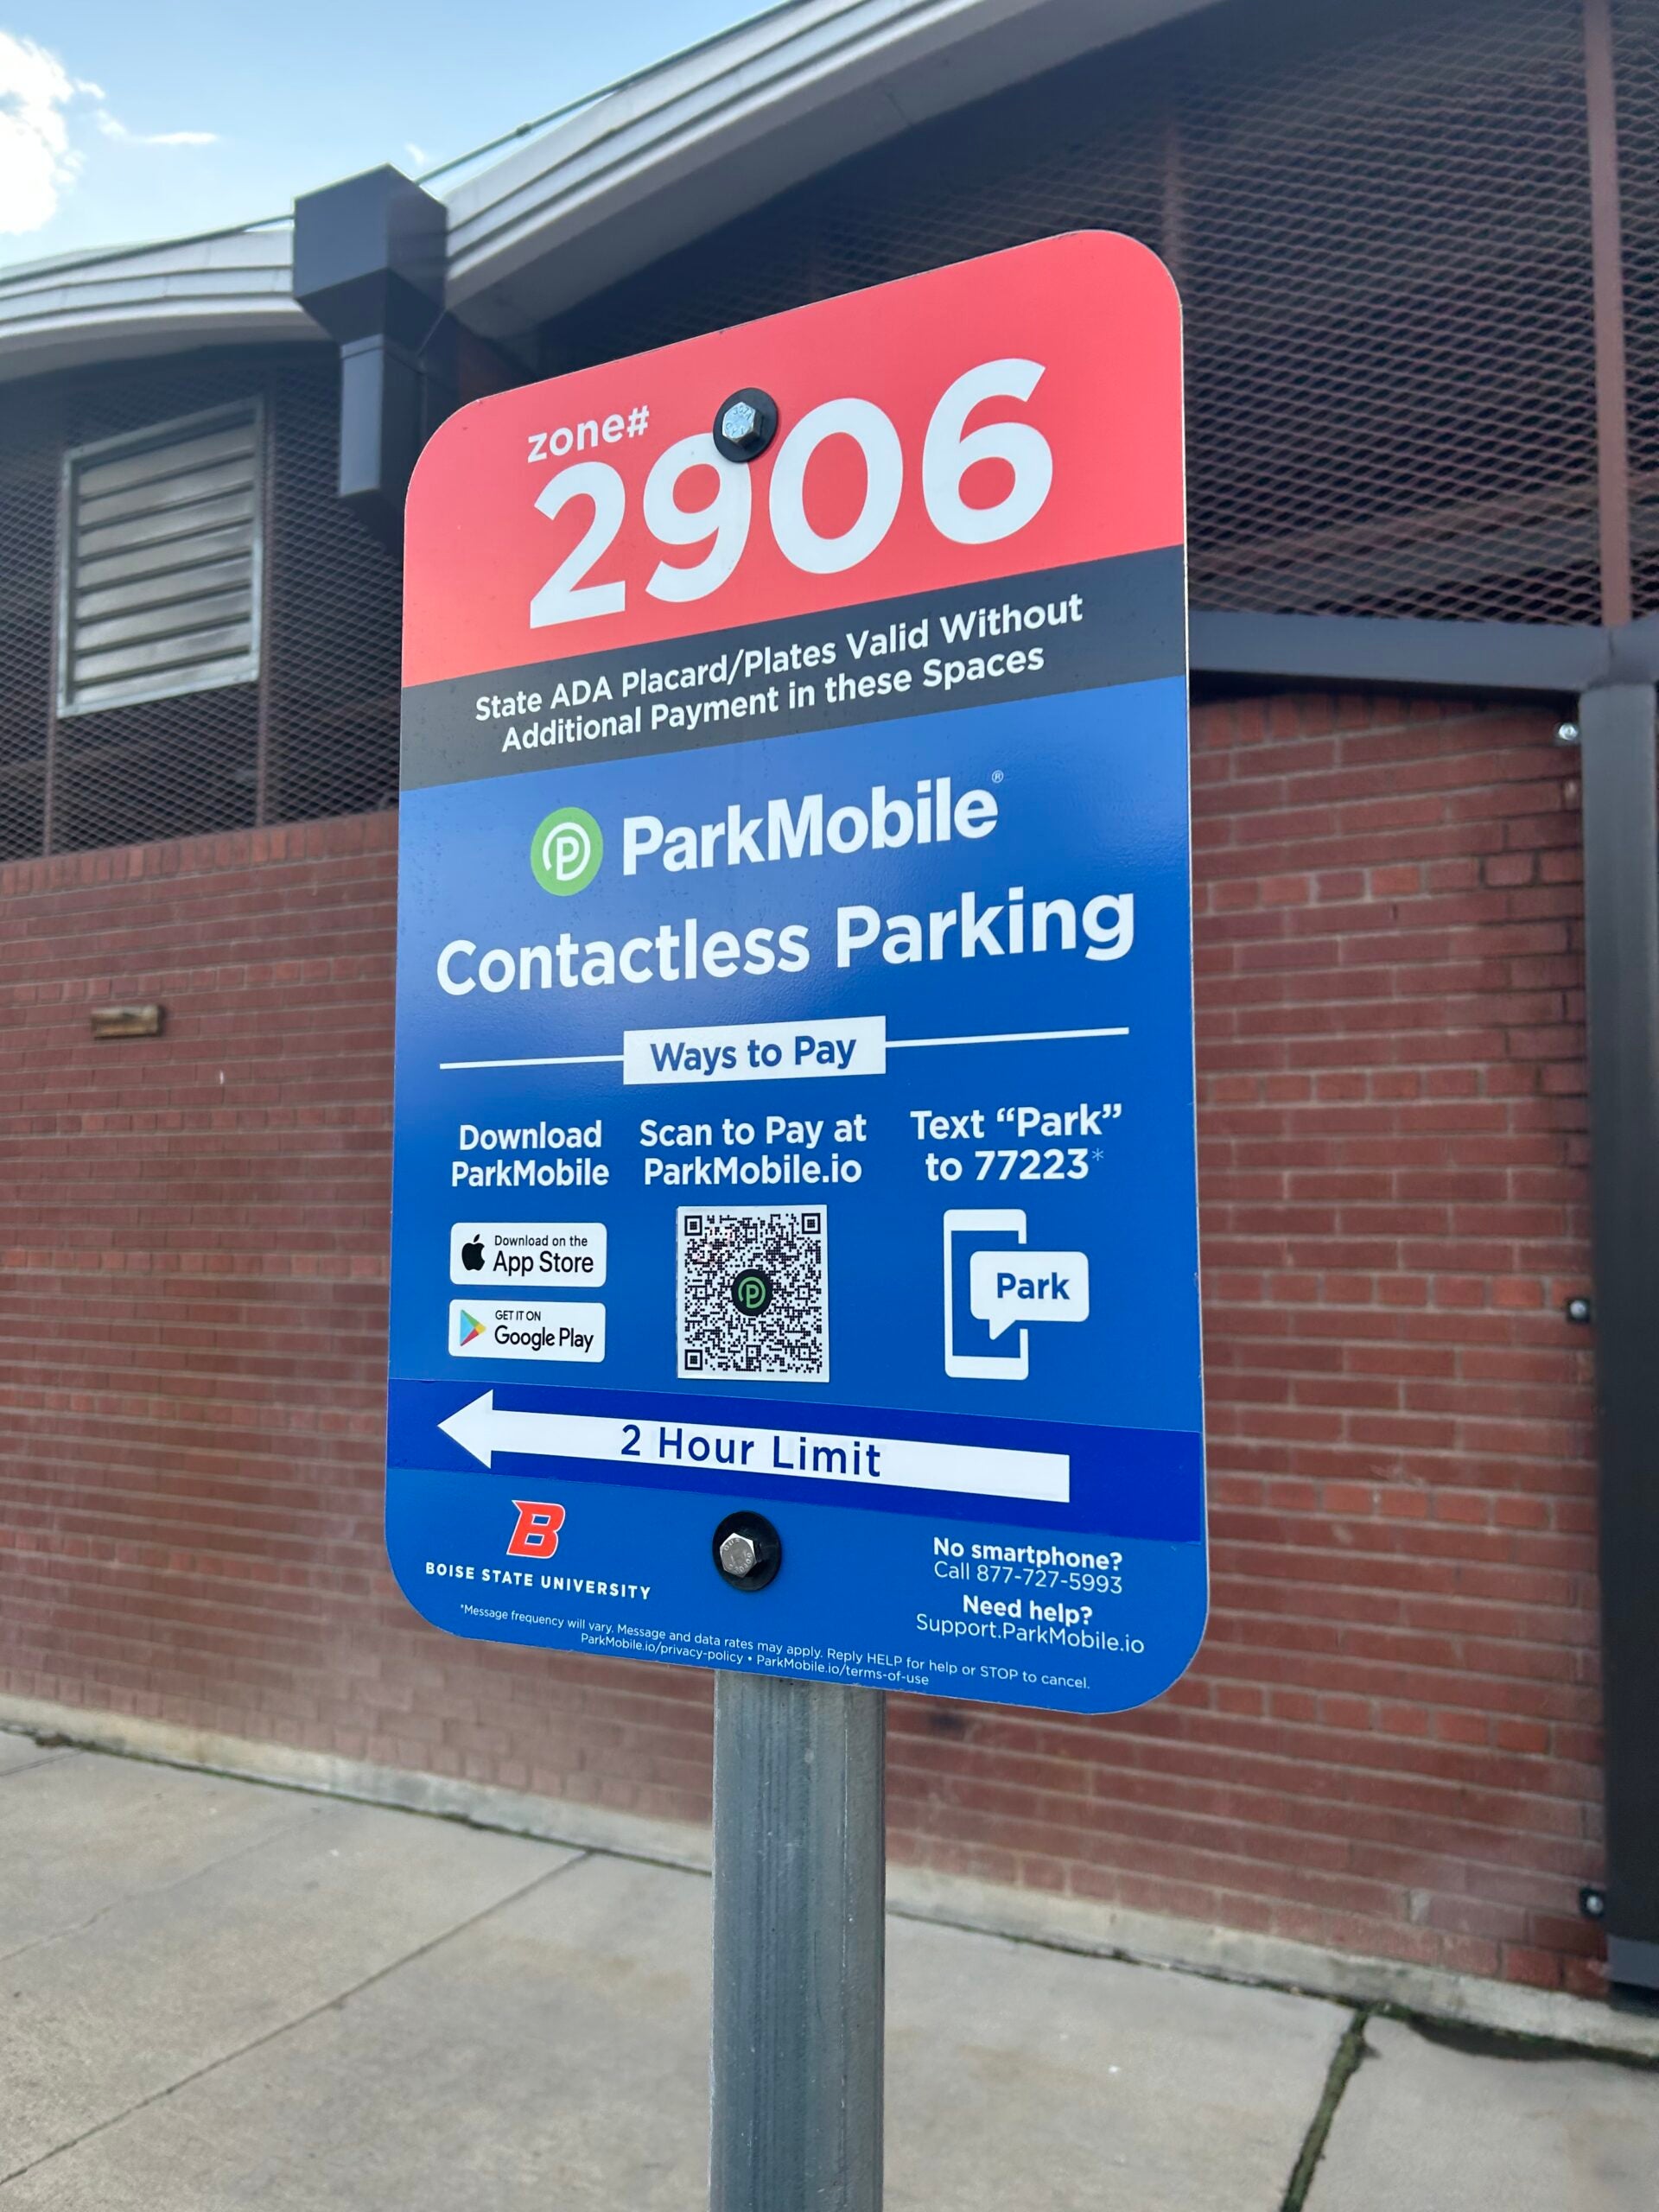 zone#
2906
State ADA Placard/Plates Valid Without
Additional Payment in these Spaces
ParkMobile®
Contactless Parking
Ways to Pay
Download
ParkMobile
Download on the
App Store
GET IT ON
Google Play
Scan to Pay at
ParkMobile.io
Text “Park”
to 77223*
Park
2 Hour Limit
B
BOISE STATE UNIVERSITY
No smartphone?
Call 877-727-5993
Need help?
Support.ParkMobile.io
*Message frequency will vary. Message and data rates may apply. Reply HELP for help or STOP to cancel.
ParkMobile.io/privacy-policy • ParkMobile.io/terms-of-use